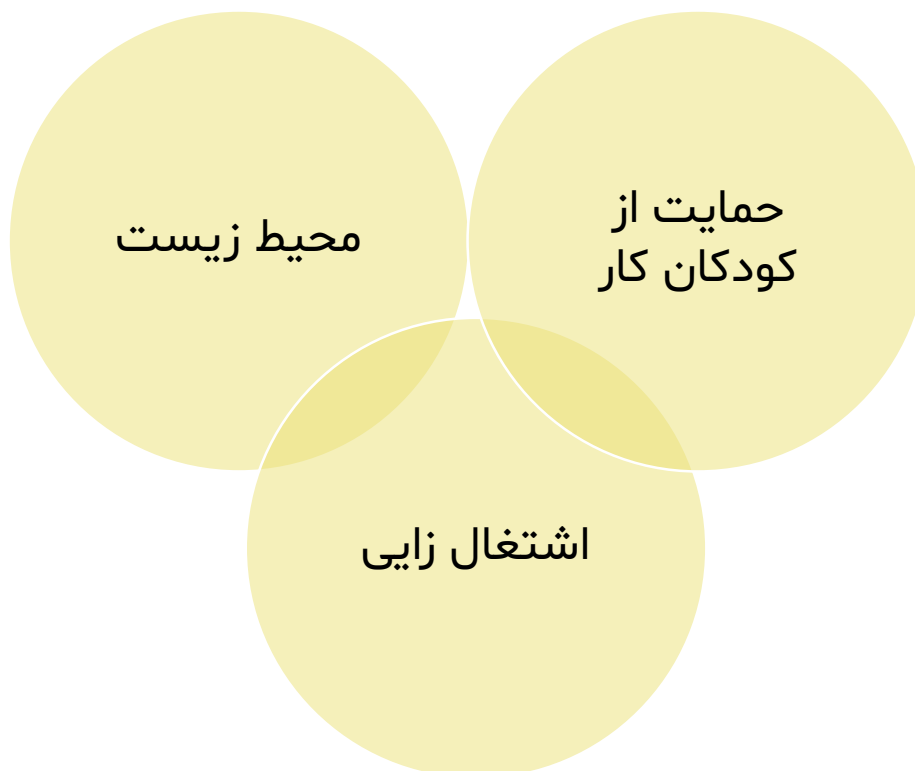 حمایت از
کودکان کار
محیط زیست
اشتغال زایی